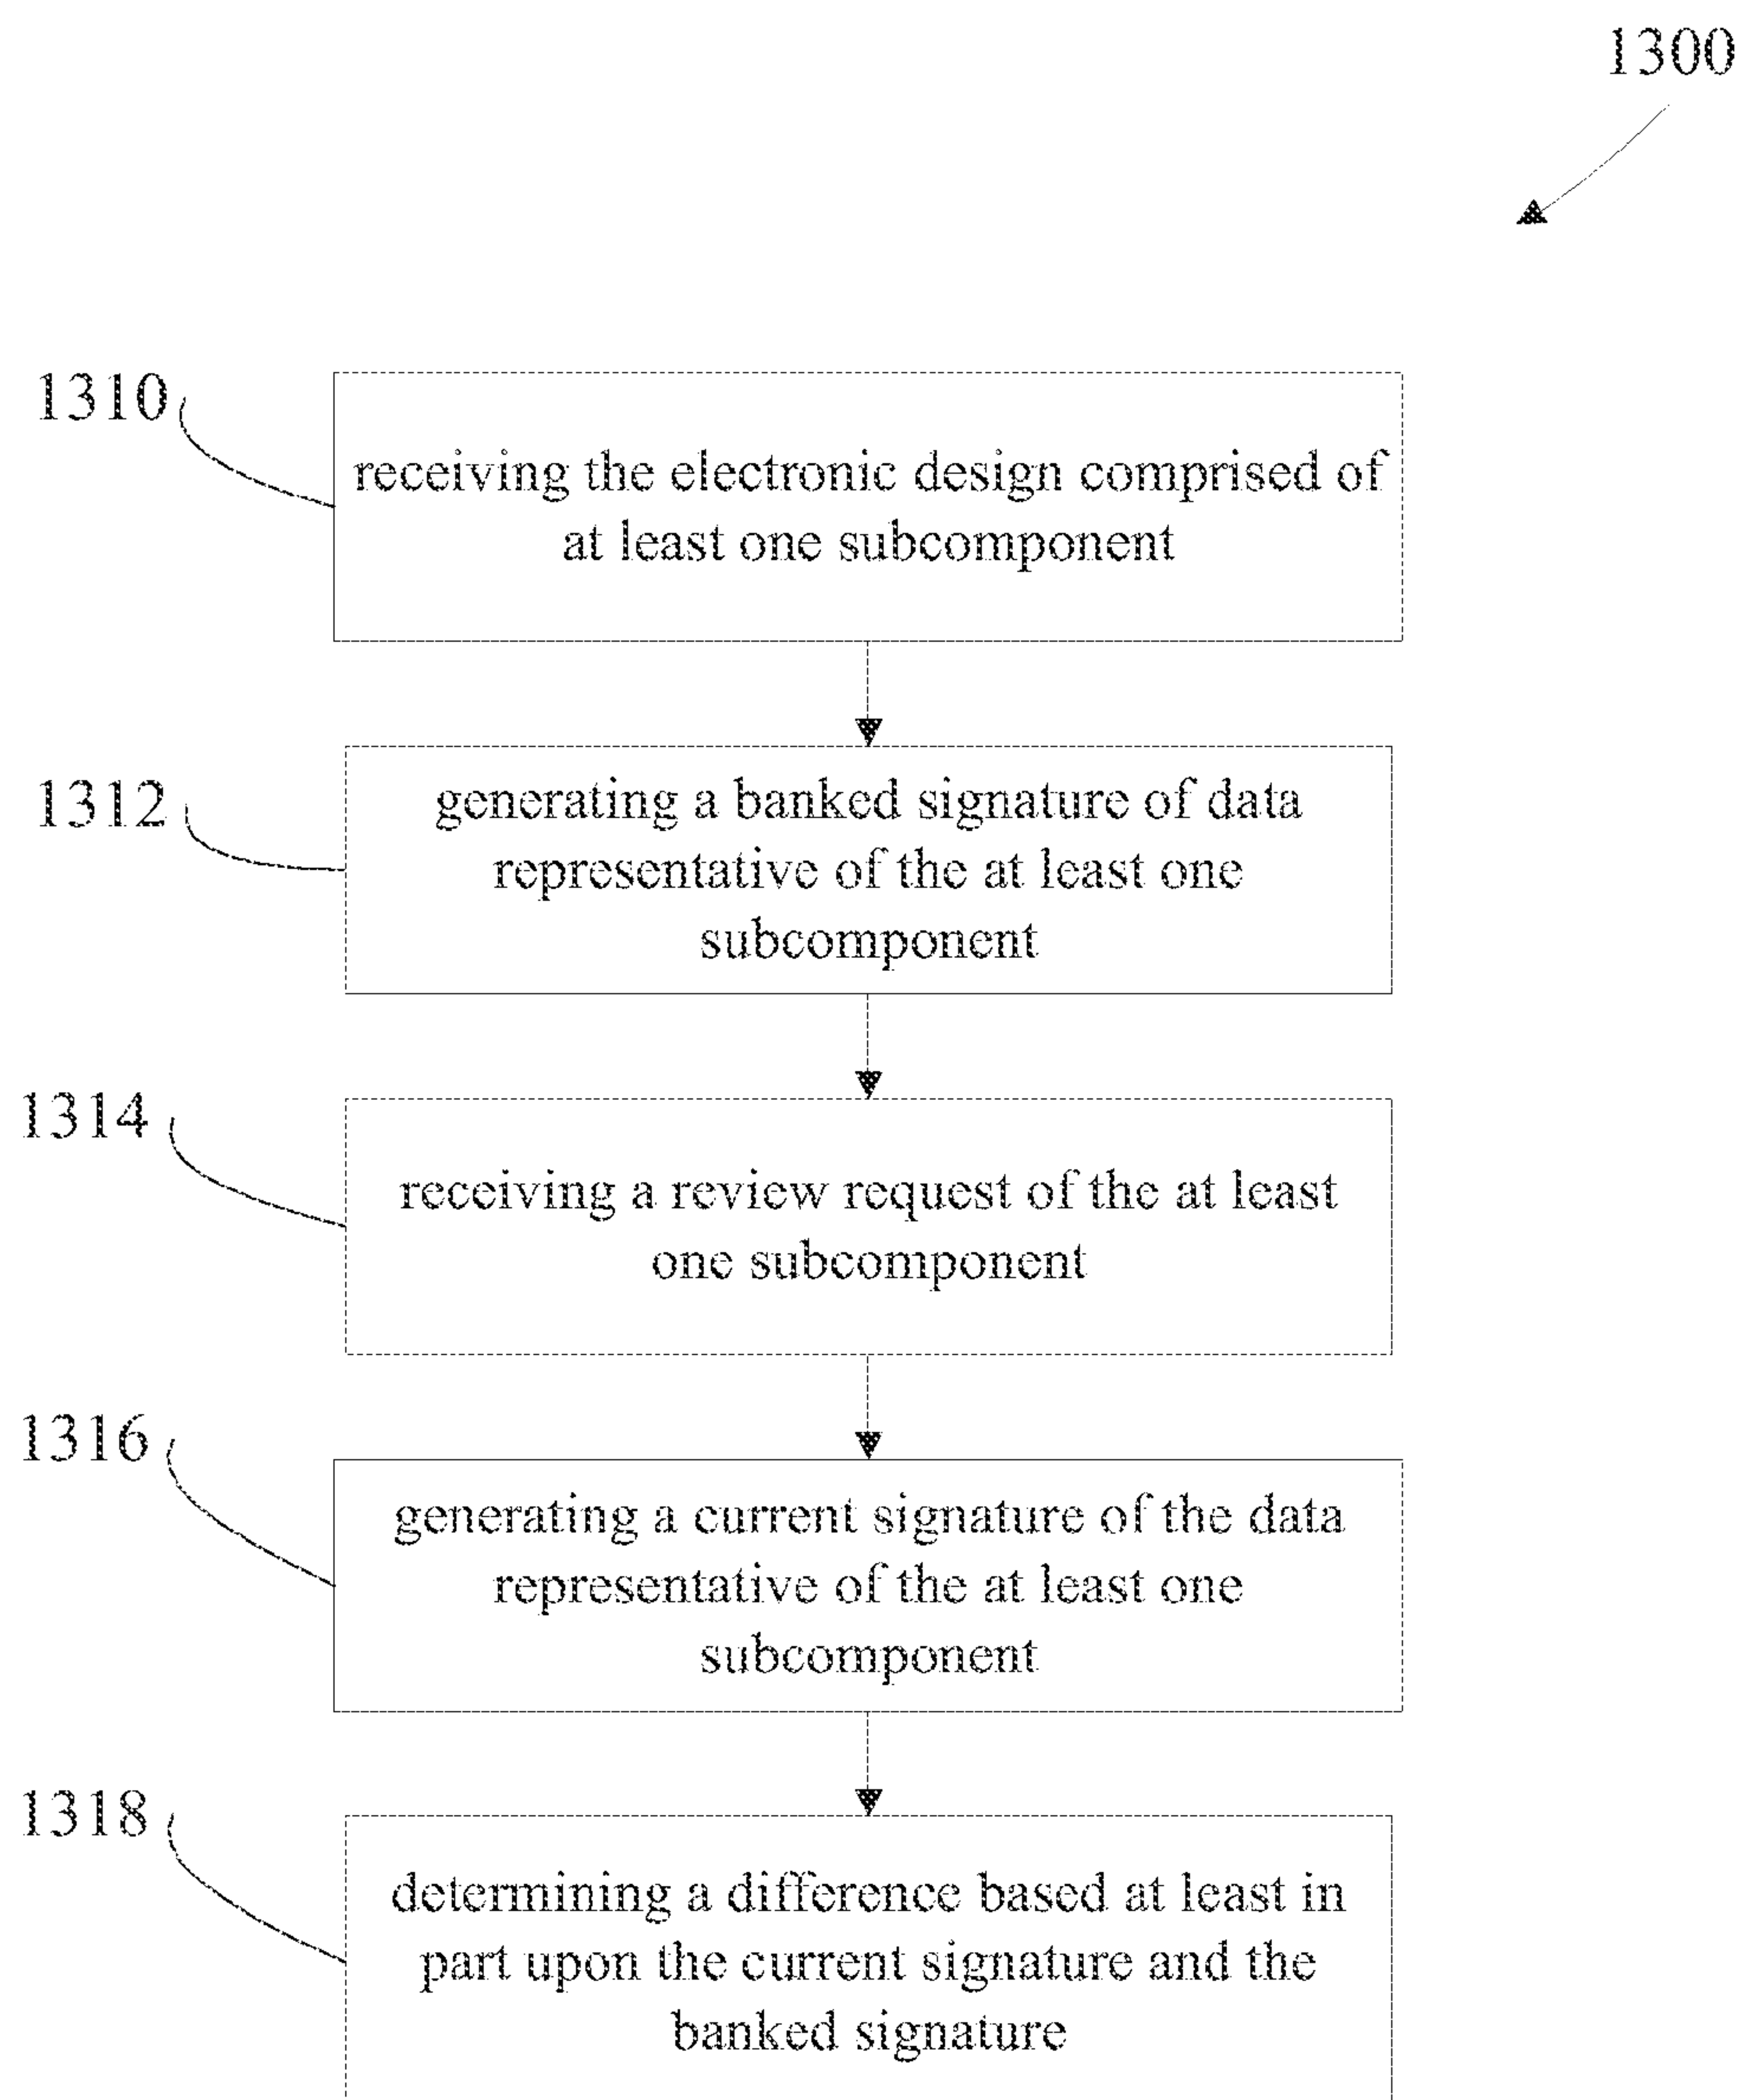 1300
1310
receiving the electronic design comprised of
at least one subcomponent
1312
generating a banked signature of data
representative of the at least one
subcomponent
1314
receiving a review request of the at least
one subcomponent
1316
generating a current signature of the data
representative of the at least one
subcomponent
1318
determining a difference based at least in
part upon the current signature and the
banked signature